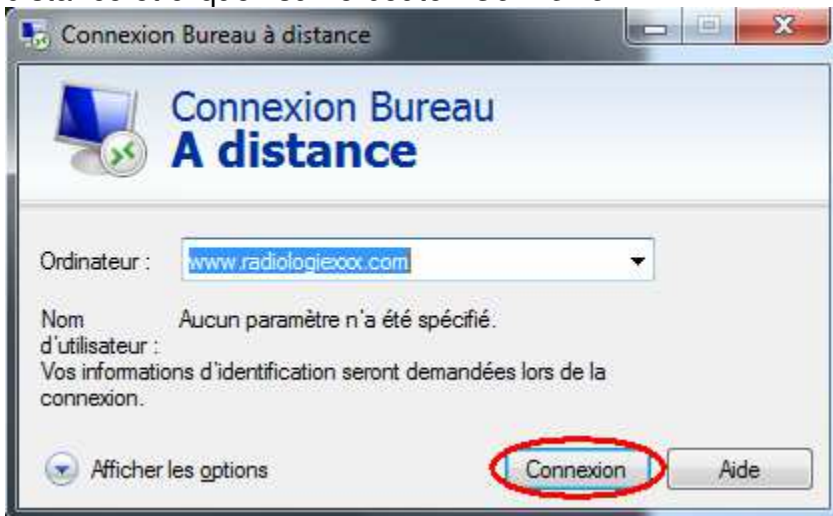 Connexion Bureau à distance
Connexion Bureau
A distance
Ordinateur :
www.radiologiexxx.com
Nom
d'utilisateur :
Aucun paramètre n'a été spécifié.
Vos informations d'identification seront demandées lors de la
connexion.
Afficher les options
Connexion
Aide